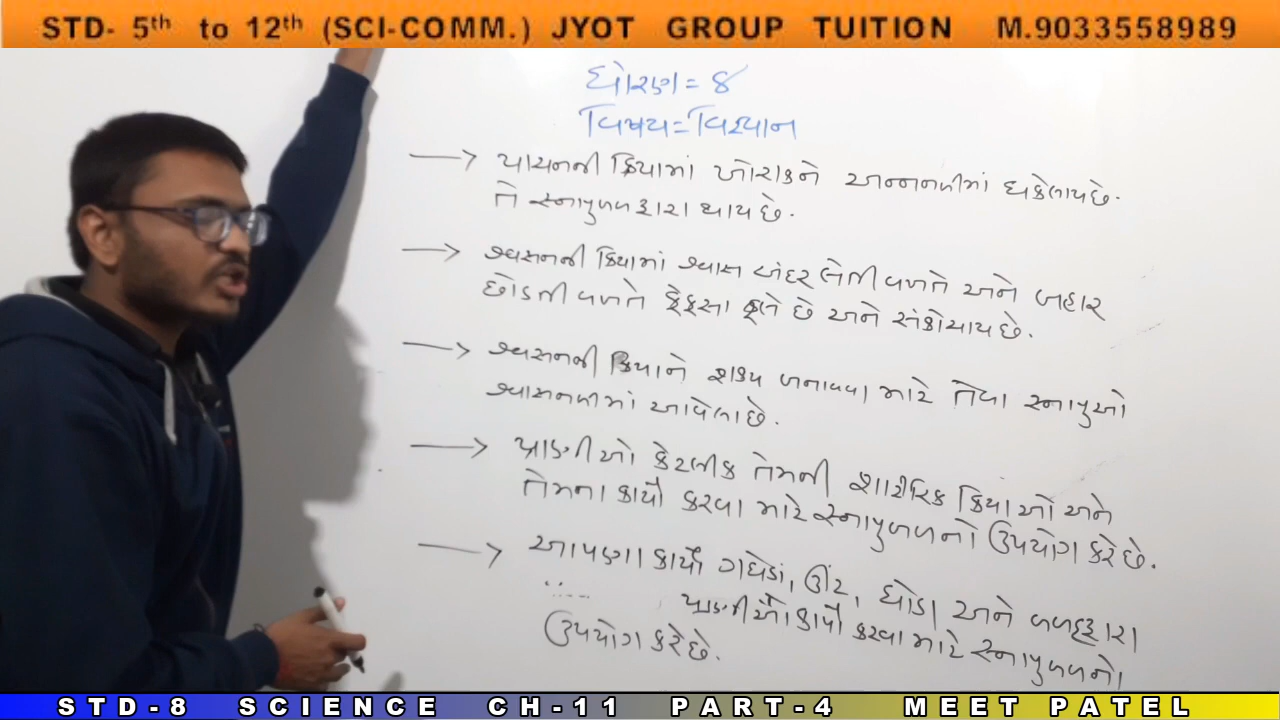 STD- 5th to 12th (SCI-COMM.) JYOT GROUP TUITION M.9033558989
ધોરણ = 8
વિષય = વિજ્ઞાન
→ પાચનની ક્રિયામાં ખોરાકને અન્નનળીમાં ધકેલાય છે.
તે સ્નાયુબળ દ્વારા થાય છે.
→ શ્વસનની ક્રિયામાં શ્વાસ અંદર લેતી વખતે અને બહાર
છોડતી વખતે ફેફસા ફૂલે છે અને સંકોચાય છે.
→ શ્વસનની ક્રિયાને શક્ય બનાવવા માટે તેવા સ્નાયુઓ
શ્વાસનળીમાં આવેલા છે.
→ પ્રાણીઓ કેટલીક તેમની શારીરિક ક્રિયાઓ અને
તેમના કાર્યો કરવા માટે સ્નાયુબળનો ઉપયોગ કરે છે.
→ આપણા કાર્યો ગધેડાં, ઊંટ, ઘોડા અને બળદ દ્વારા
..... પ્રાણીઓ કાર્યો કરવા માટે સ્નાયુબળનો
ઉપયોગ કરે છે.
STD-8 SCIENCE CH-11 PART-4 MEET PATEL